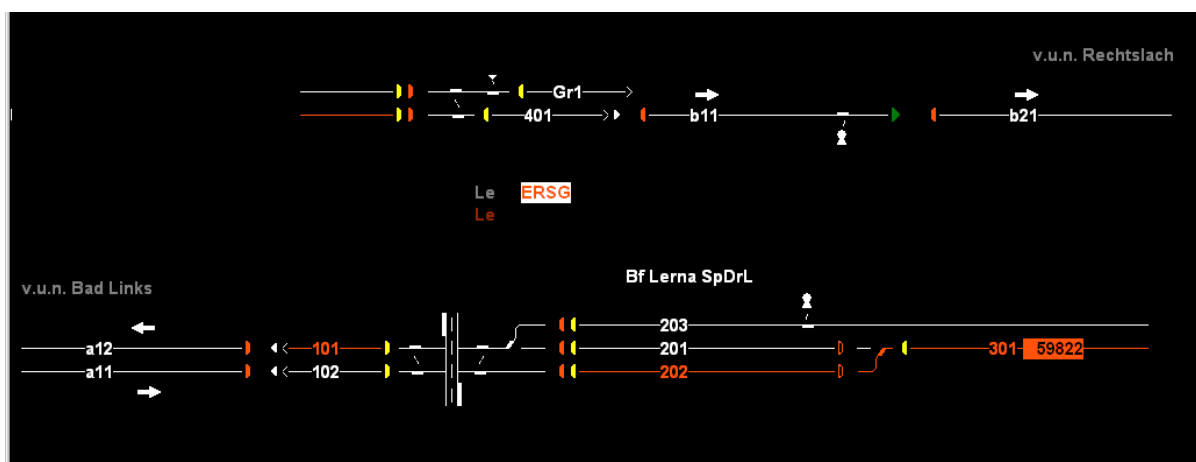 v.u.n. Rechtslach
Gr1
401 b11 b21
Le ERSG
Le
Bf Lerna SpDrL
v.u.n. Bad Links
203
a12 101 201 301 59822
a11 102 202